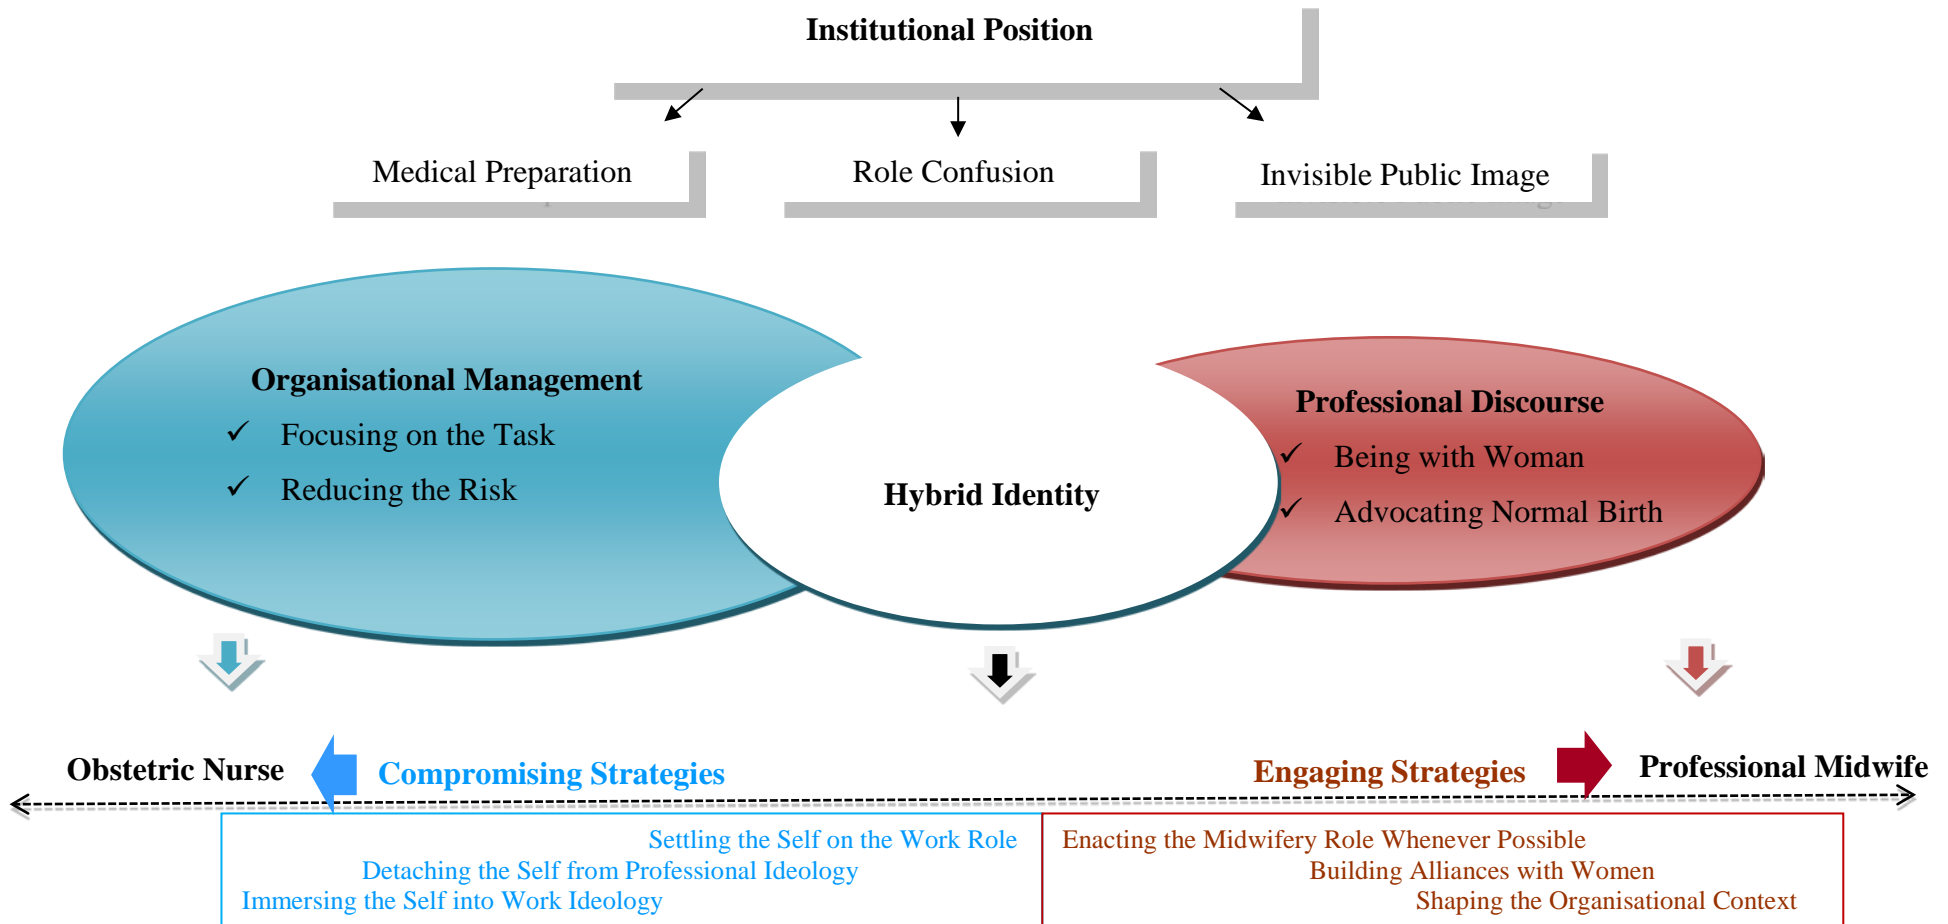 Institutional Position
Medical Preparation
Role Confusion
Invisible Public Image
Organisational Management
✓ Focusing on the Task
✓ Reducing the Risk
Hybrid Identity
Professional Discourse
✓ Being with Woman
✓ Advocating Normal Birth
Obstetric Nurse
Compromising Strategies
Engaging Strategies
Professional Midwife
Settling the Self on the Work Role
Detaching the Self from Professional Ideology
Immersing the Self into Work Ideology
Enacting the Midwifery Role Whenever Possible
Building Alliances with Women
Shaping the Organisational Context